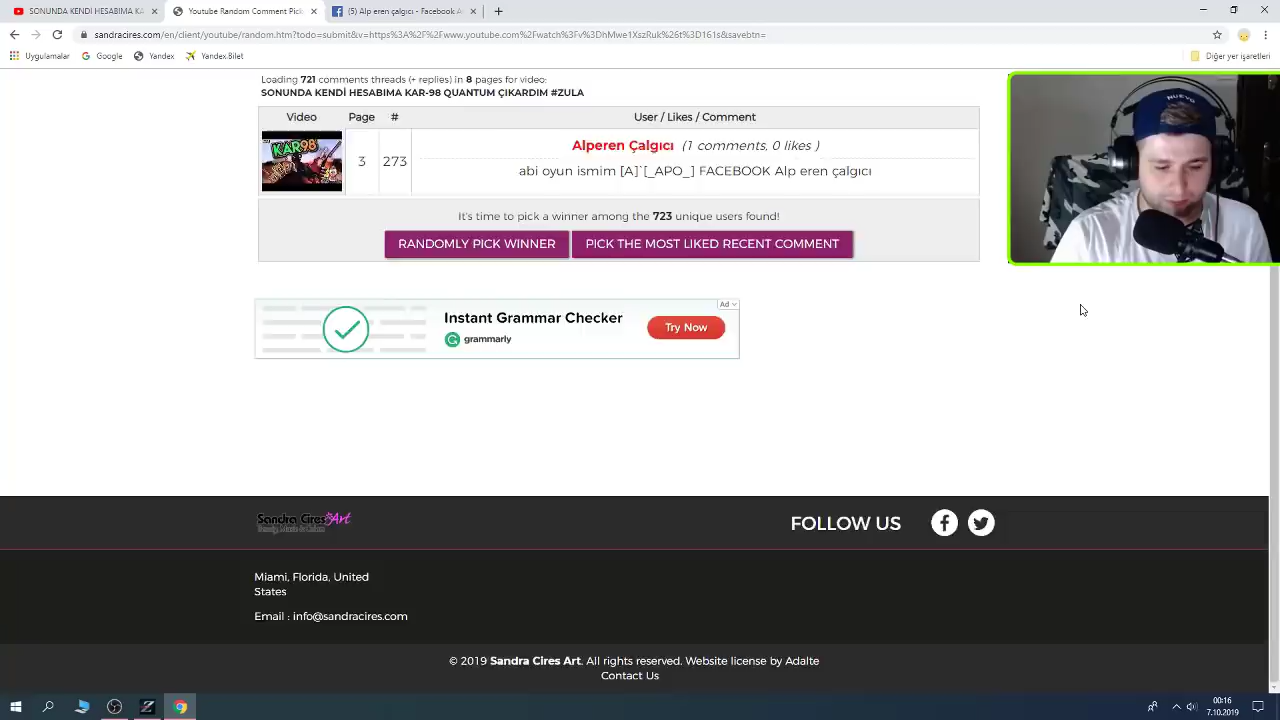 SONUNDA KENDİ HESABIMA KA
Youtube Random Comment Pick
(5) Alp eren çalgıcı - Facebook A
sandracires.com/en/client/youtube/random.htm?todo=submit&v=https%3A%2F%2Fwww.youtube.com%2Fwatch%3Fv%3DhMwe1XszRuk%26t%3D161s&savebtn=
Uygulamalar
Google
Yandex
Yandex.Bilet
Diğer yer işaretleri
Loading 721 comments threads (+ replies) in 8 pages for video:
SONUNDA KENDİ HESABIMA KAR-98 QUANTUM ÇIKARDIM #ZULA
Video Page # User / Likes / Comment
KAR98
3 273 Alperen Çalgıcı (1 comments, 0 likes )
abi oyun ismim [A]`[_APO_] FACEBOOK Alp eren çalgıcı
It's time to pick a winner among the 723 unique users found!
RANDOMLY PICK WINNER
PICK THE MOST LIKED RECENT COMMENT
NUEVO
Ad
Instant Grammar Checker
grammarly
Try Now
Sandra Cires Art
FOLLOW US
Miami, Florida, United
States
Email : info@sandracires.com
© 2019 Sandra Cires Art. All rights reserved. Website license by Adalte
Contact Us
00:16
7.10.2019